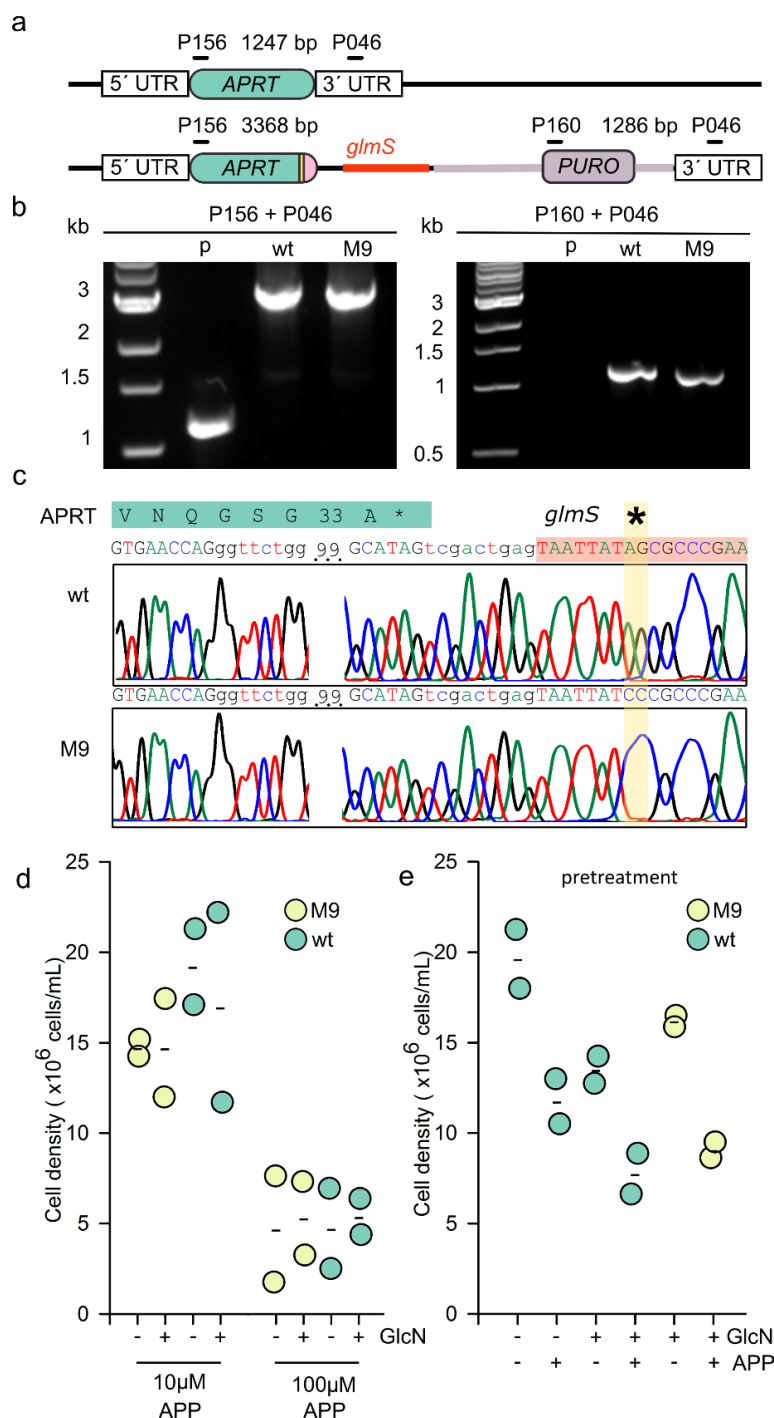 a
P156 1247 bp P046
5´ UTR APRT 3´ UTR
P156 3368 bp P160 1286 bp P046
glmS
5´ UTR APRT PURO 3´ UTR
b
P156 + P046 P160 + P046
kb p wt M9 kb p wt M9
3 3
2 2
1.5 1.5
1 1
0.5
c
APRT V N Q G S G 33 A * glmS *
GTGAACCAGggttctgg 99 GCATAGtcgactgagTAATTATAGCGCCCGAA
wt
GTGAACCAGggttctgg 99 GCATAGtcgactgagTAATTATCCCGCCCGAA
M9
d e
pretreatment
M9 M9
wt wt
Cell density ( x10⁶ cells/mL) Cell density ( x10⁶ cells/mL)
25 25
20 20
15 15
10 10
5 5
0 0
- + - + - + - + GlcN - - + + + + GlcN
- + - + - + APP
10µM 100µM
APP APP